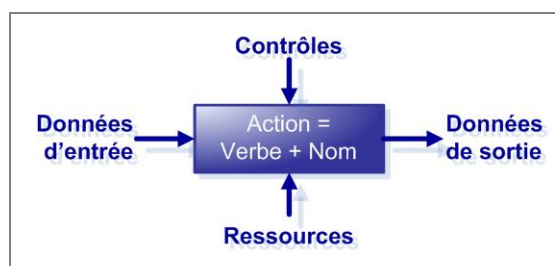 Contrôles
Données
d'entrée
Action =
Verbe + Nom
Données
de sortie
Ressources